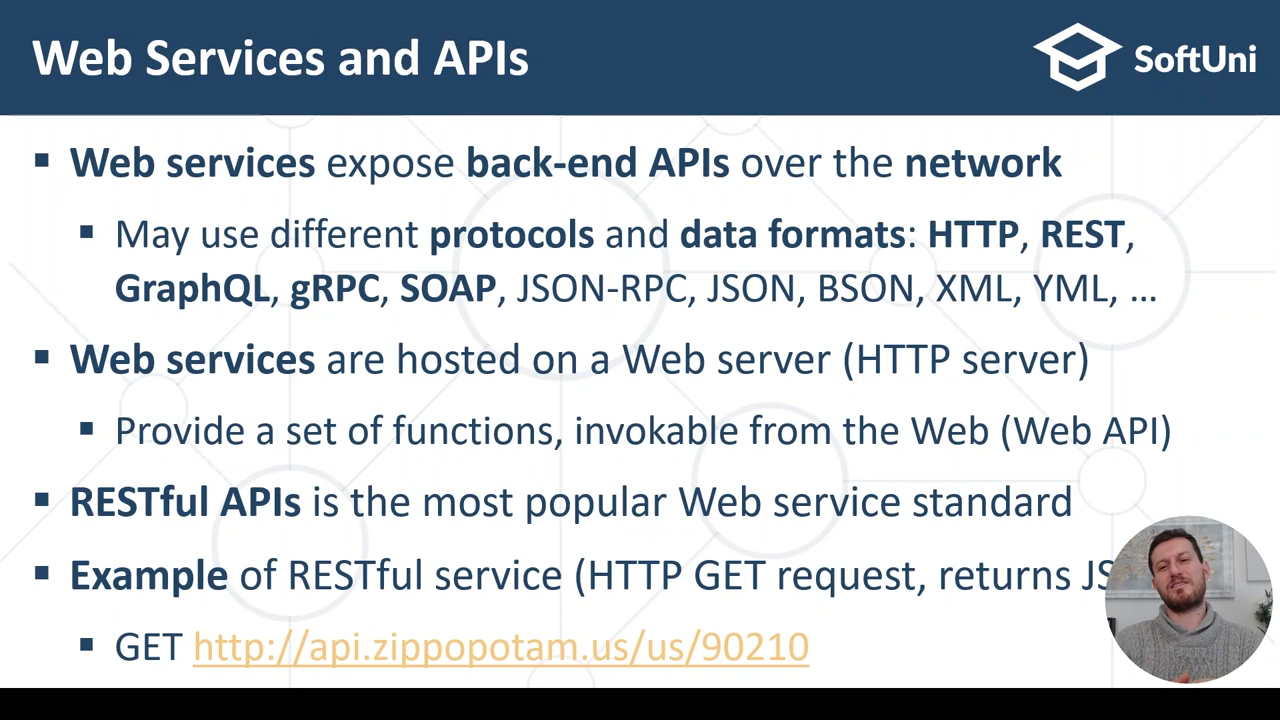 Web Services and APIs
SoftUni
▪ Web services expose back-end APIs over the network
▪ May use different protocols and data formats: HTTP, REST,
GraphQL, gRPC, SOAP, JSON-RPC, JSON, BSON, XML, YML, …
▪ Web services are hosted on a Web server (HTTP server)
▪ Provide a set of functions, invokable from the Web (Web API)
▪ RESTful APIs is the most popular Web service standard
▪ Example of RESTful service (HTTP GET request, returns JS
▪ GET http://api.zippopotam.us/us/90210